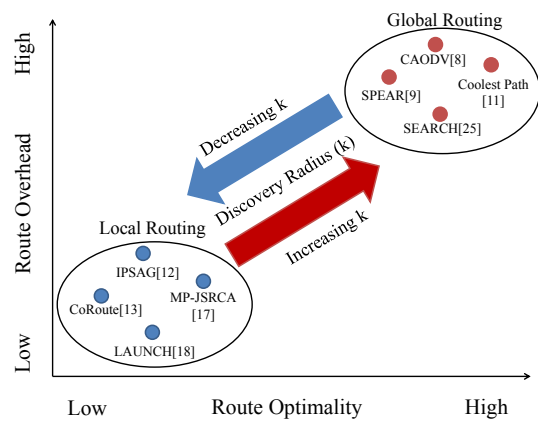 Global Routing
CAODV[8]
SPEAR[9]
Coolest Path
[11]
SEARCH[25]
Decreasing k
Discovery Radius (k)
Increasing k
Local Routing
IPSAG[12]
MP-JSRCA
[17]
CoRoute[13]
LAUNCH[18]
High
Route Overhead
Low
Low Route Optimality High